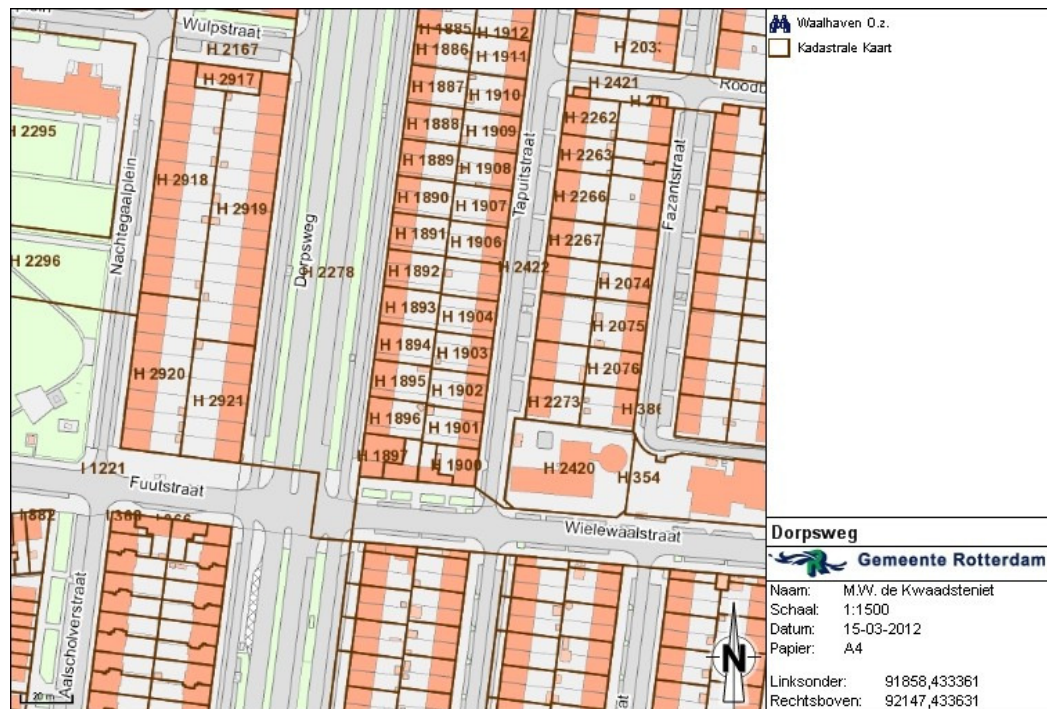 Wulpstraat
H 2167
H 2917
H 2295
H 2918
H 2919
Nachtegaalplein
H 2296
Dorpsweg
H 2278
H 2920
H 2921
I 1221
Fuutstraat
Aalscholverstraat
20 m
H 1885
H 1912
H 1886
H 1911
H 1887
H 1910
H 1888
H 1909
H 1889
H 1908
H 1890
H 1907
H 1891
H 1906
H 1892
H 1893
H 1904
H 1894
H 1903
H 1895
H 1902
H 1896
H 1901
H 1897
H 1900
Tapuitstraat
H 2422
H 2421
H 2262
H 2263
H 2266
H 2267
H 2074
H 2075
H 2076
H 2273
H 2420
H 354
Fazantstraat
Wielewaalstraat
N
Waalhaven O.z.
Kadastrale Kaart
Dorpsweg
Gemeente Rotterdam
Naam: M.W. de Kwaadsteniet
Schaal: 1:1500
Datum: 15-03-2012
Papier: A4
Linksonder: 91858,433361
Rechtsboven: 92147,433631